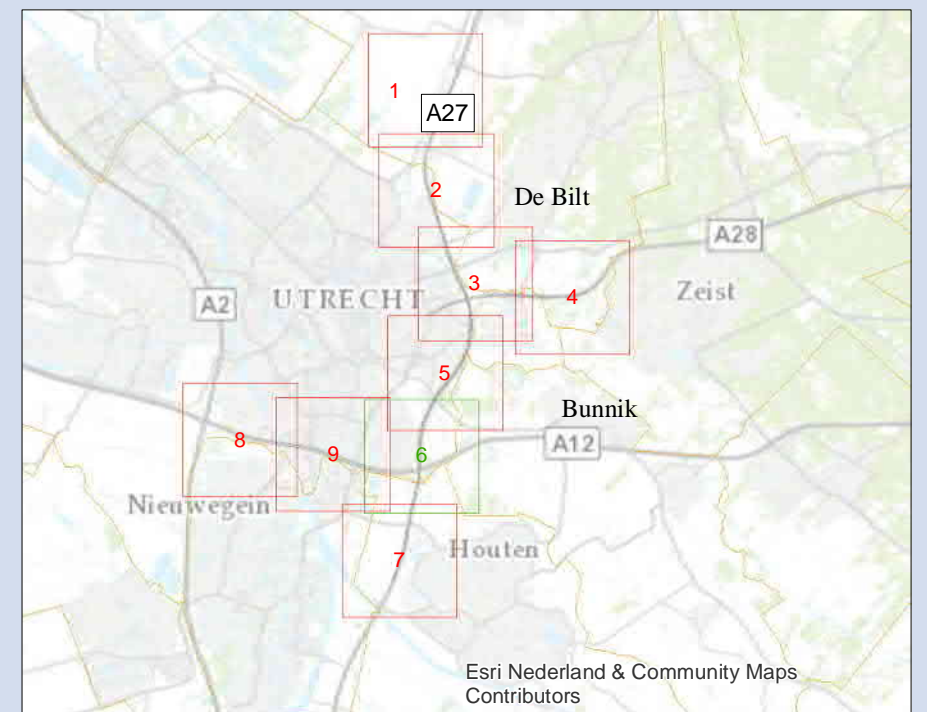 1
A27
2
De Bilt
A28
3
4
Zeist
A2
UTRECHT
5
Bunnik
8
9
6
A12
Nieuwegein
Houten
7
Esri Nederland & Community Maps
Contributors